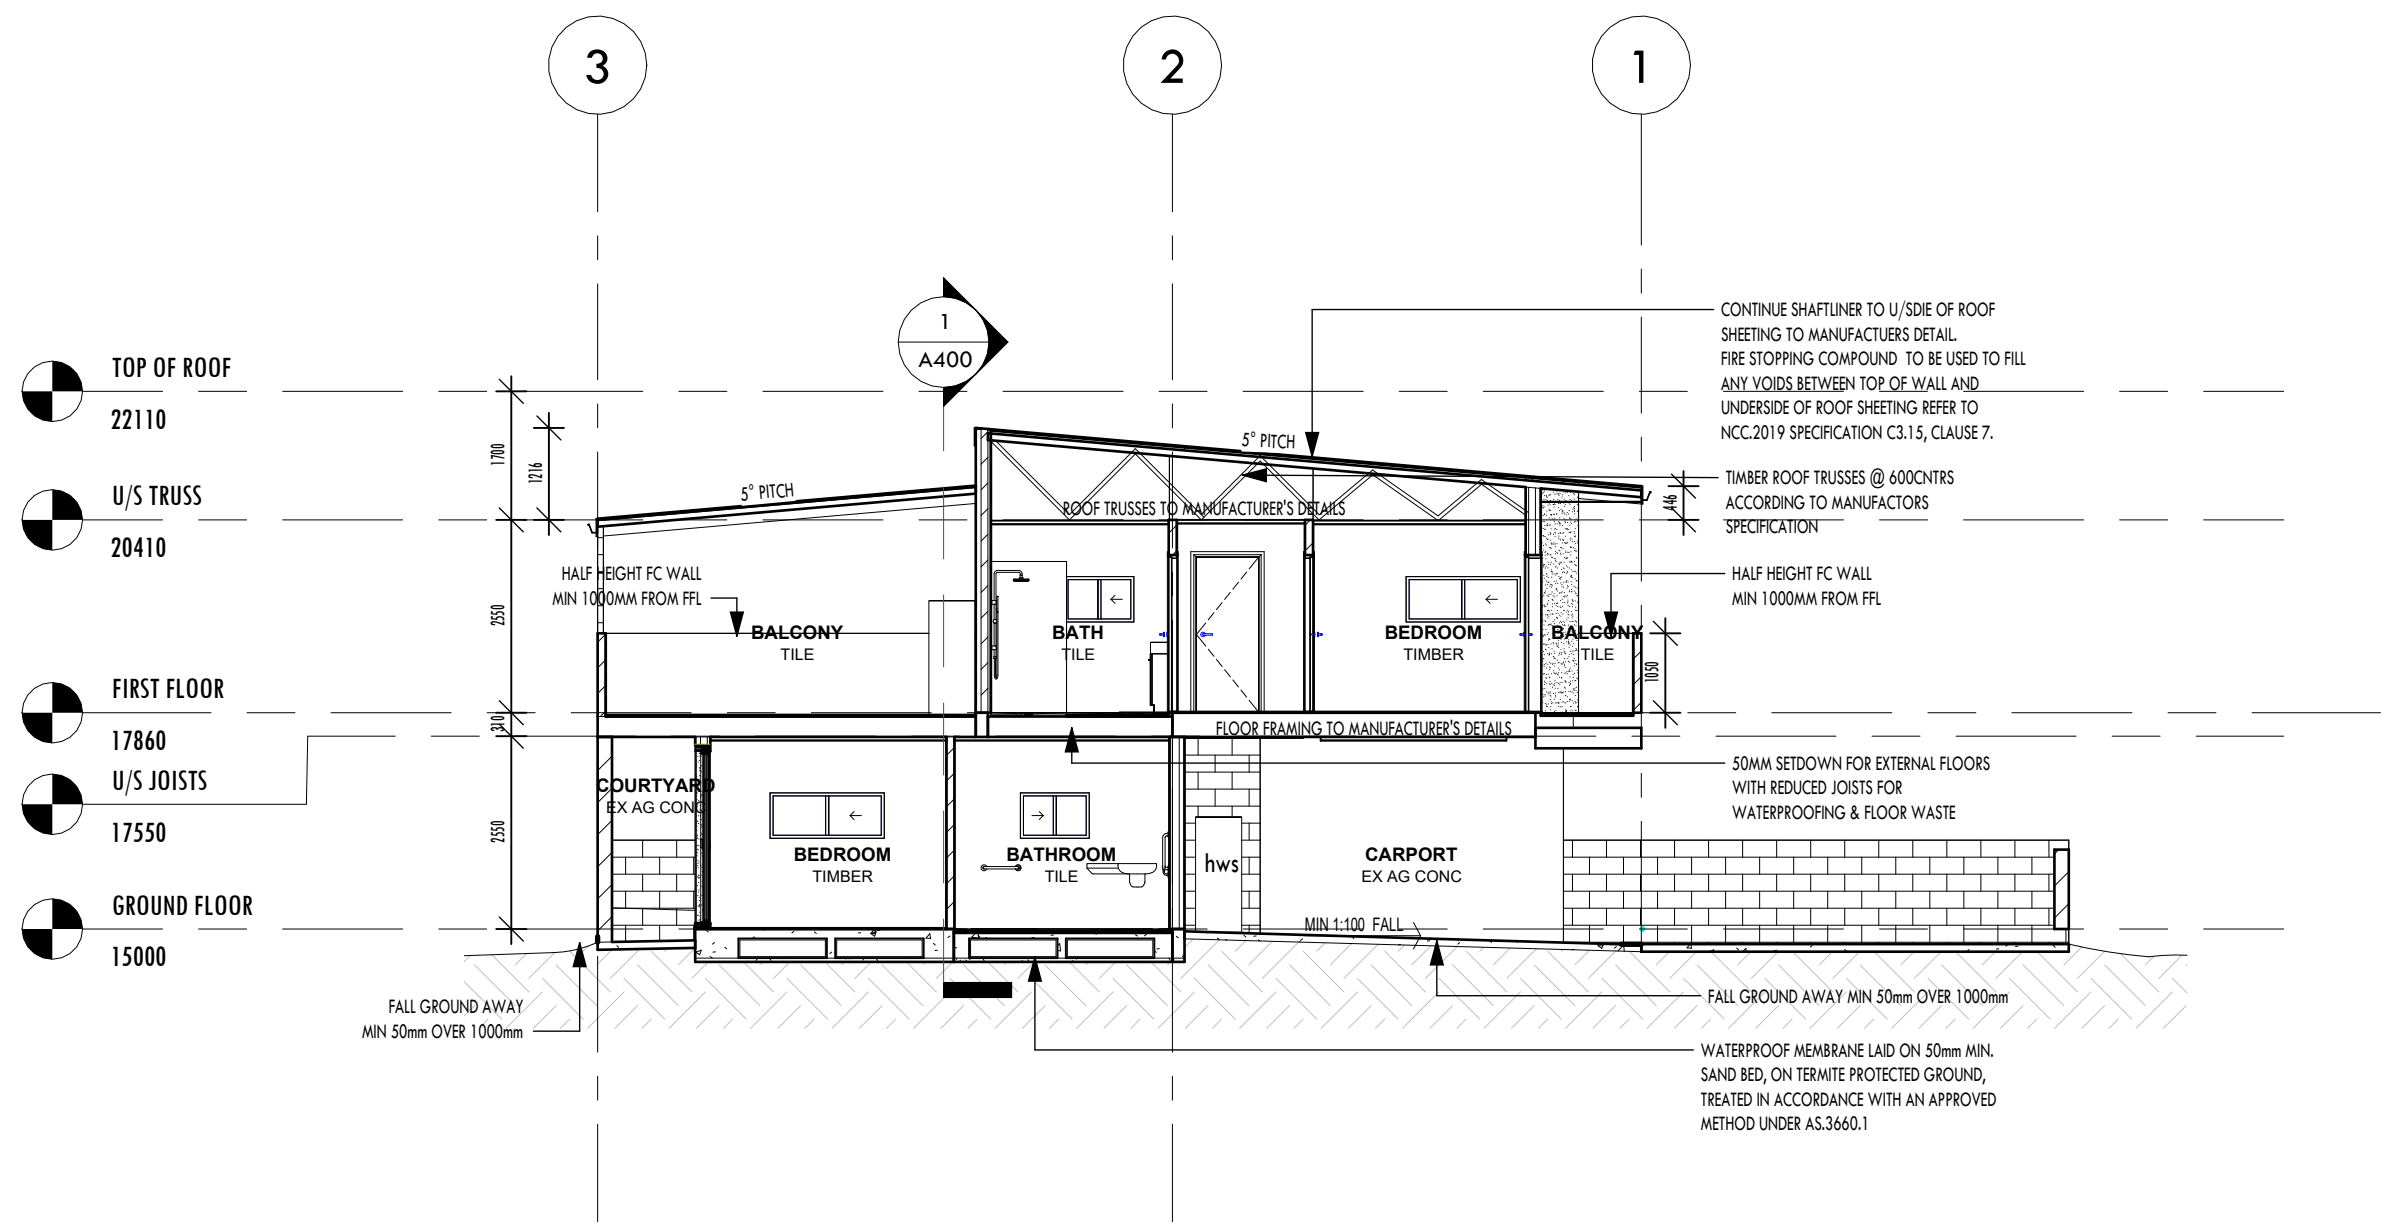 3
2
1
1
A400
TOP OF ROOF
22110
U/S TRUSS
20410
FIRST FLOOR
17860
U/S JOISTS
17550
GROUND FLOOR
15000
1700
1216
2550
310
2550
446
1050
5° PITCH
5° PITCH
ROOF TRUSSES TO MANUFACTURER'S DETAILS
HALF HEIGHT FC WALL
MIN 1000MM FROM FFL
BALCONY
TILE
BATH
TILE
BEDROOM
TIMBER
BALCONY
TILE
FLOOR FRAMING TO MANUFACTURER'S DETAILS
COURTYARD
EX AG CONC
BEDROOM
TIMBER
BATHROOM
TILE
hws
CARPORT
EX AG CONC
MIN 1:100 FALL
FALL GROUND AWAY
MIN 50mm OVER 1000mm
CONTINUE SHAFTLINER TO U/SDIE OF ROOF
SHEETING TO MANUFACTUERS DETAIL.
FIRE STOPPING COMPOUND TO BE USED TO FILL
ANY VOIDS BETWEEN TOP OF WALL AND
UNDERSIDE OF ROOF SHEETING REFER TO
NCC.2019 SPECIFICATION C3.15, CLAUSE 7.
TIMBER ROOF TRUSSES @ 600CNTRS
ACCORDING TO MANUFACTORS
SPECIFICATION
HALF HEIGHT FC WALL
MIN 1000MM FROM FFL
50MM SETDOWN FOR EXTERNAL FLOORS
WITH REDUCED JOISTS FOR
WATERPROOFING & FLOOR WASTE
FALL GROUND AWAY MIN 50mm OVER 1000mm
WATERPROOF MEMBRANE LAID ON 50mm MIN.
SAND BED, ON TERMITE PROTECTED GROUND,
TREATED IN ACCORDANCE WITH AN APPROVED
METHOD UNDER AS.3660.1